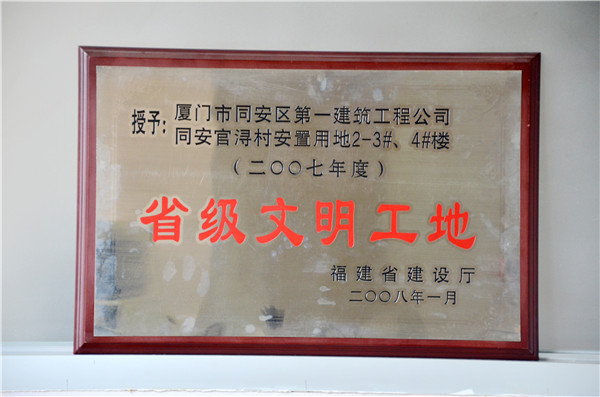 授予:
厦门市同安区第一建筑工程公司
同安官浔村安置用地2-3#、4#楼
(二〇〇七年度)
省级文明工地
福建省建设厅
二〇〇八年一月